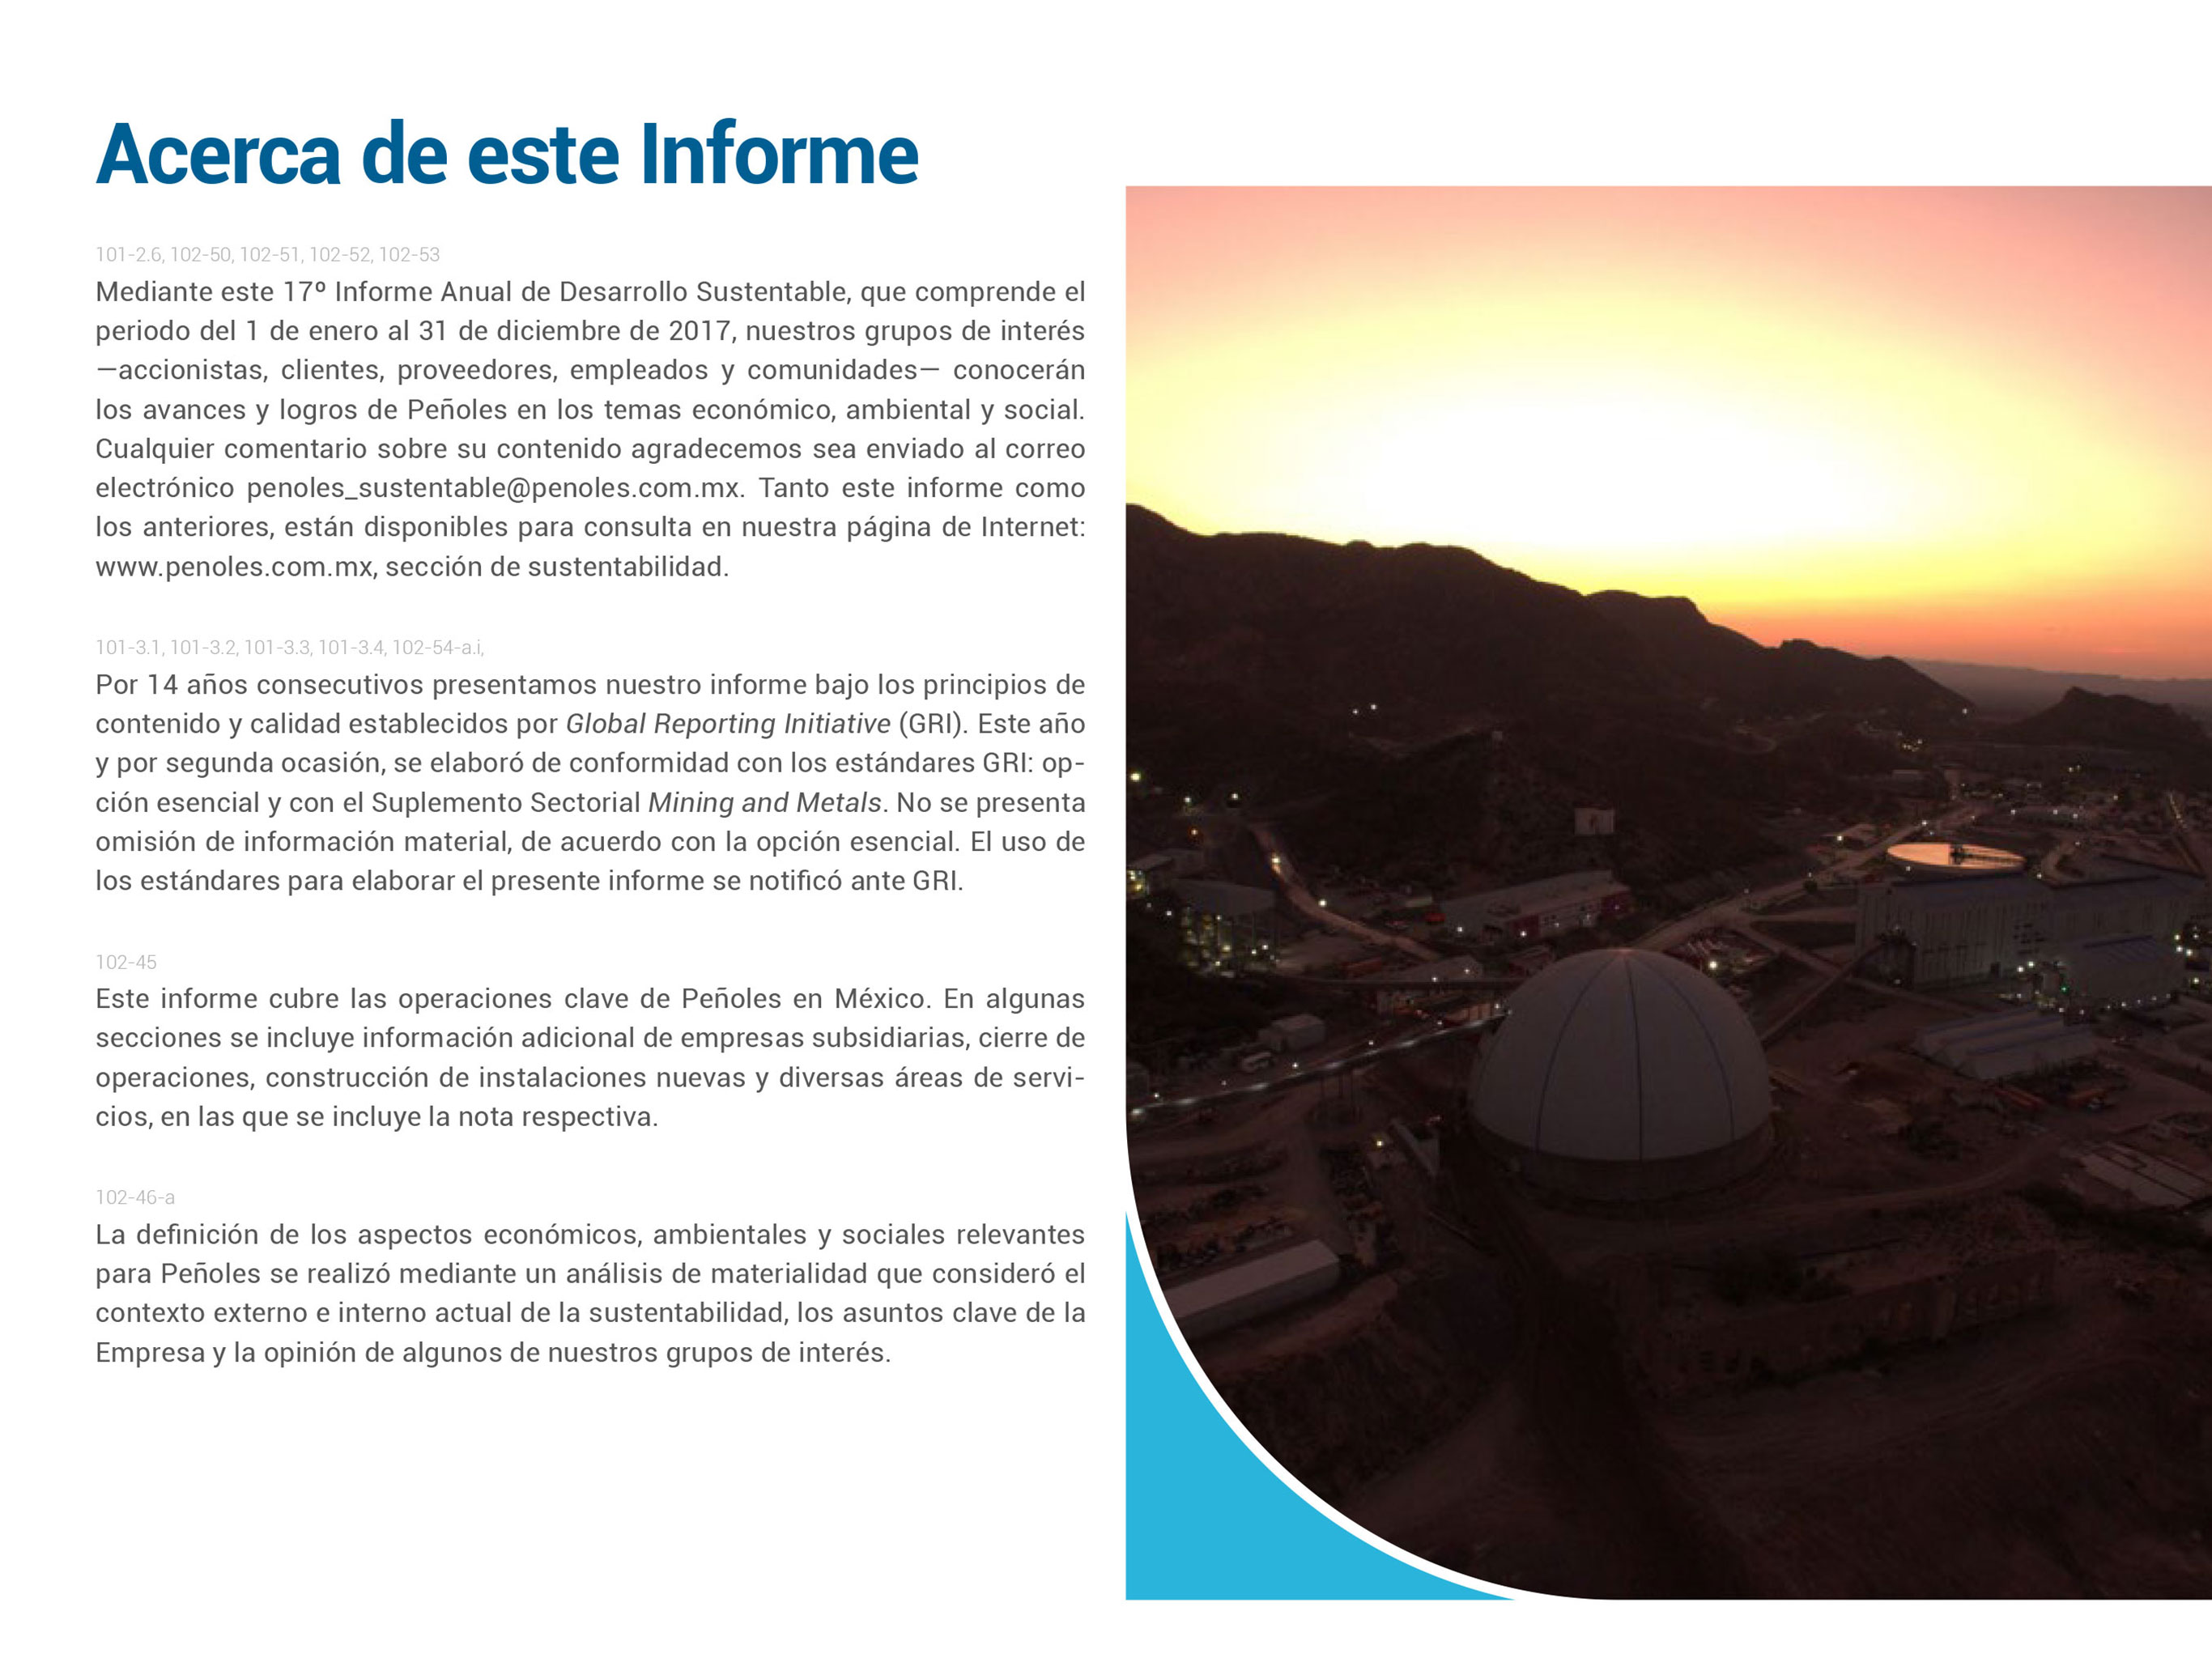 Acerca de este Informe
101-2.6, 102-50, 102-51, 102-52, 102-53
Mediante este 17º Informe Anual de Desarrollo Sustentable, que comprende el
periodo del 1 de enero al 31 de diciembre de 2017, nuestros grupos de interés
—accionistas, clientes, proveedores, empleados y comunidades— conocerán
los avances y logros de Peñoles en los temas económico, ambiental y social.
Cualquier comentario sobre su contenido agradecemos sea enviado al correo
electrónico penoles_sustentable@penoles.com.mx. Tanto este informe como
los anteriores, están disponibles para consulta en nuestra página de Internet:
www.penoles.com.mx, sección de sustentabilidad.
101-3.1, 101-3.2, 101-3.3, 101-3.4, 102-54-a.i,
Por 14 años consecutivos presentamos nuestro informe bajo los principios de
contenido y calidad establecidos por Global Reporting Initiative (GRI). Este año
y por segunda ocasión, se elaboró de conformidad con los estándares GRI: op-
ción esencial y con el Suplemento Sectorial Mining and Metals. No se presenta
omisión de información material, de acuerdo con la opción esencial. El uso de
los estándares para elaborar el presente informe se notificó ante GRI.
102-45
Este informe cubre las operaciones clave de Peñoles en México. En algunas
secciones se incluye información adicional de empresas subsidiarias, cierre de
operaciones, construcción de instalaciones nuevas y diversas áreas de servi-
cios, en las que se incluye la nota respectiva.
102-46-a
La definición de los aspectos económicos, ambientales y sociales relevantes
para Peñoles se realizó mediante un análisis de materialidad que consideró el
contexto externo e interno actual de la sustentabilidad, los asuntos clave de la
Empresa y la opinión de algunos de nuestros grupos de interés.